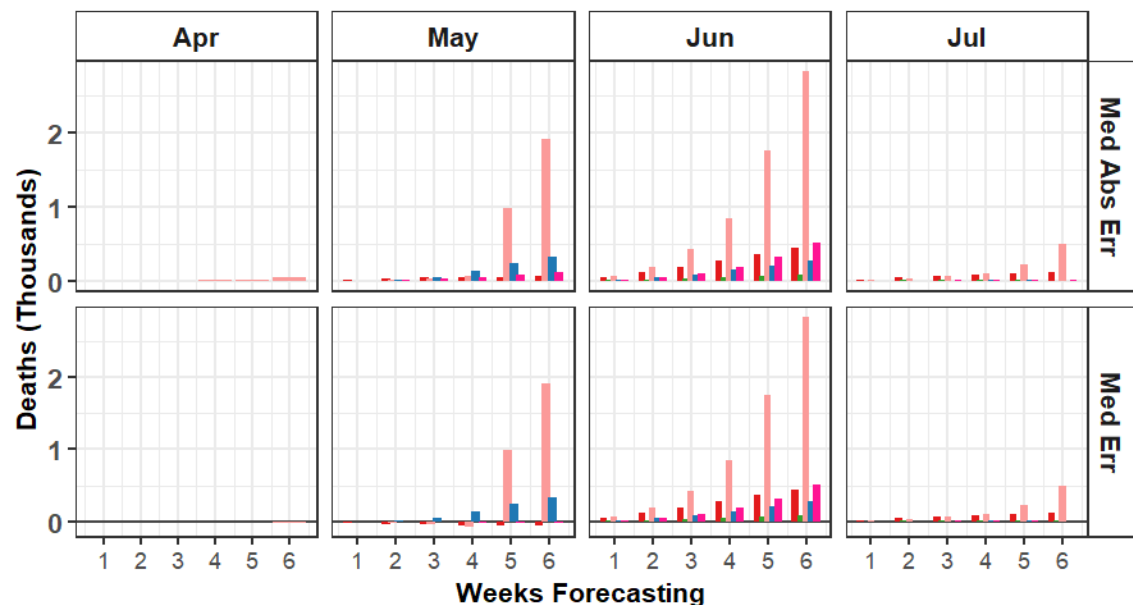 Apr May Jun Jul
Deaths (Thousands)
2
1
0
Med Abs Err
2
1
0
Med Err
1 2 3 4 5 6 1 2 3 4 5 6 1 2 3 4 5 6 1 2 3 4 5 6
Weeks Forecasting